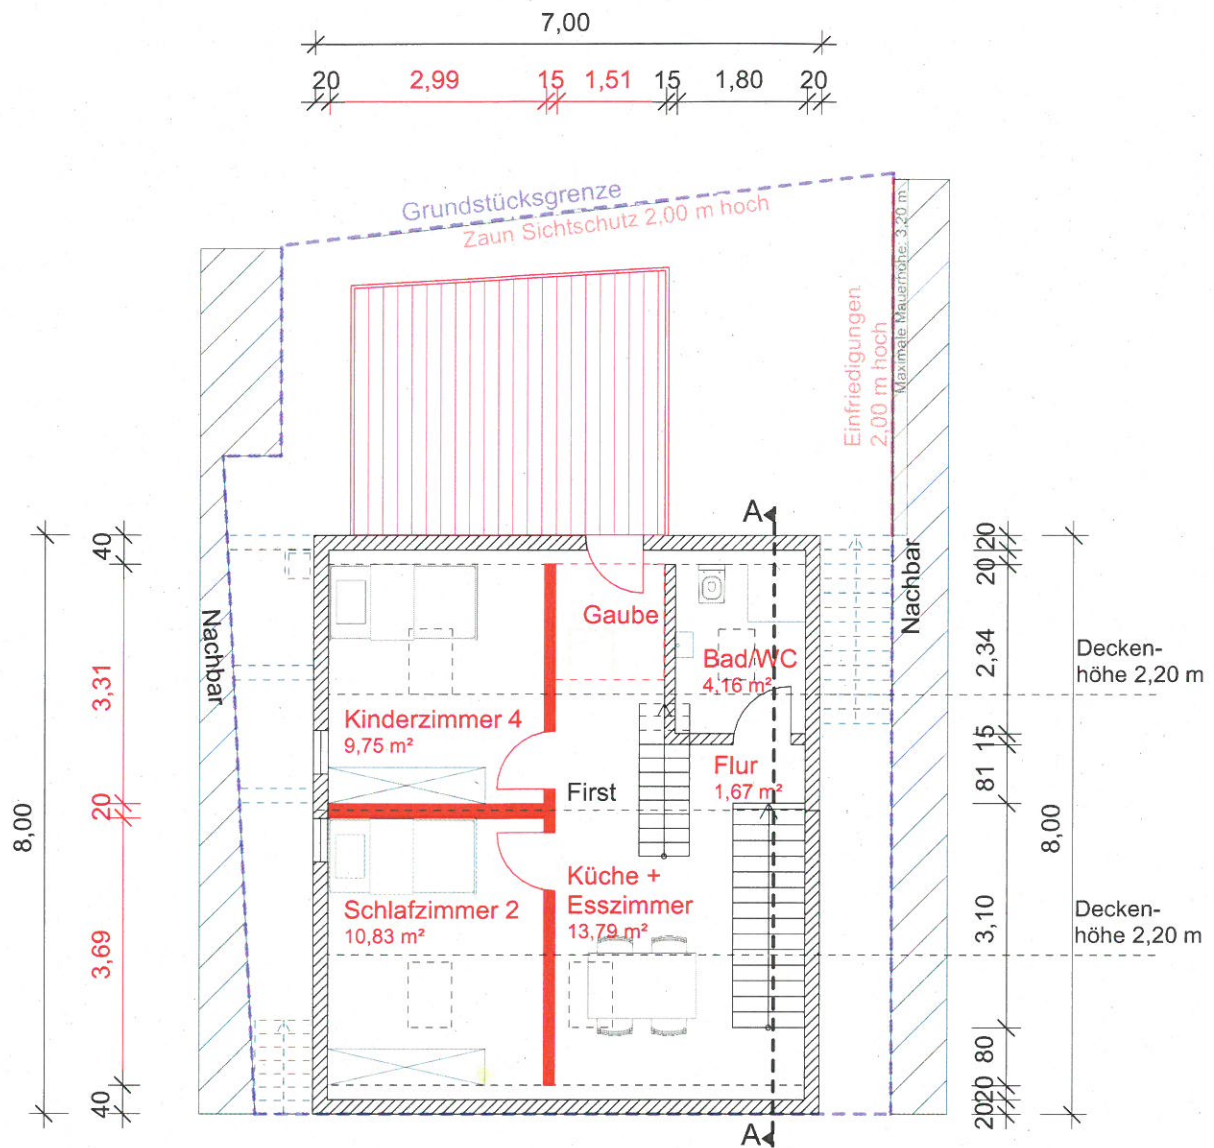 7,00
20 2,99 15 1,51 15 1,80 20
Grundstücksgrenze
Zaun Sichtschutz 2,00 m hoch
Maximale Mauerhöhe: 3,20 m
Einfriedigungen
2,00 m hoch
A
40
3,31
20
3,69
40
8,00
Nachbar
Gaube
Bad/WC
4,16 m²
Kinderzimmer 4
9,75 m²
Flur
1,67 m²
First
Küche +
Esszimmer
13,79 m²
Schlafzimmer 2
10,83 m²
Nachbar
20
20
2,34
15
81
3,10
80
20
20
8,00
Decken-
höhe 2,20 m
Decken-
höhe 2,20 m
A